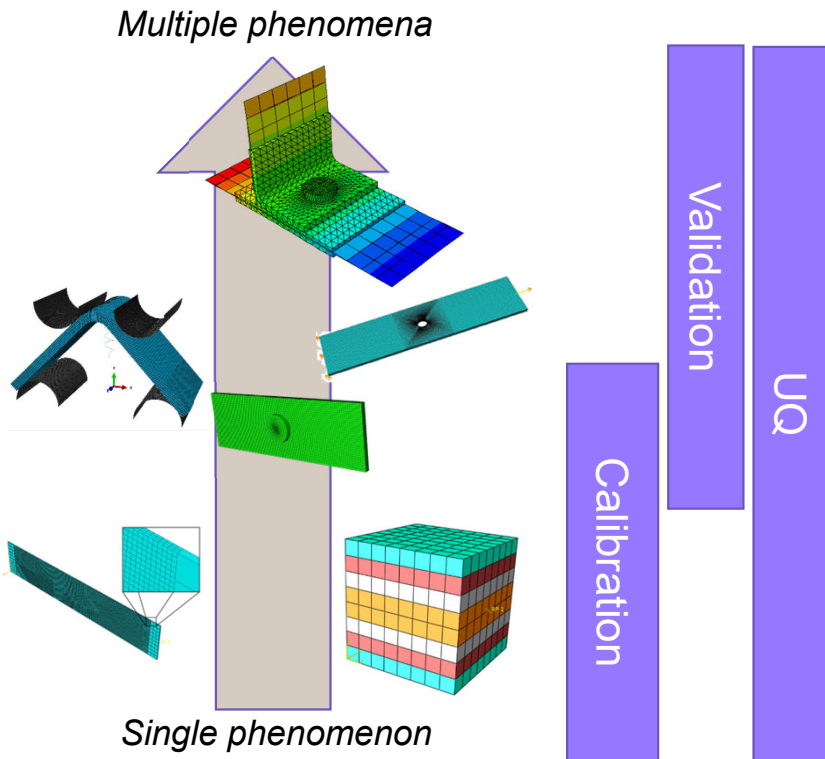 Multiple phenomena
Validation
UQ
Calibration
Single phenomenon